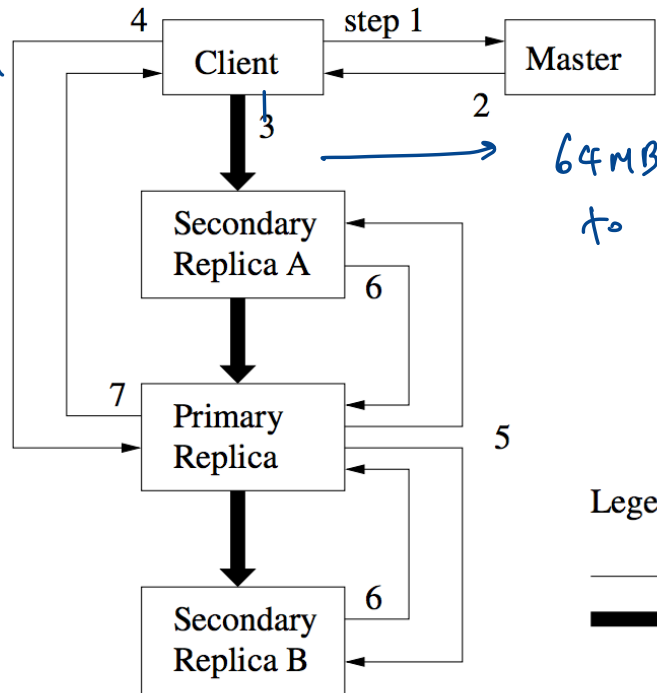 4
step 1
Client
Master
2
3
64MB
to
Secondary
Replica A
6
7
Primary
Replica
5
Lege
6
Secondary
Replica B